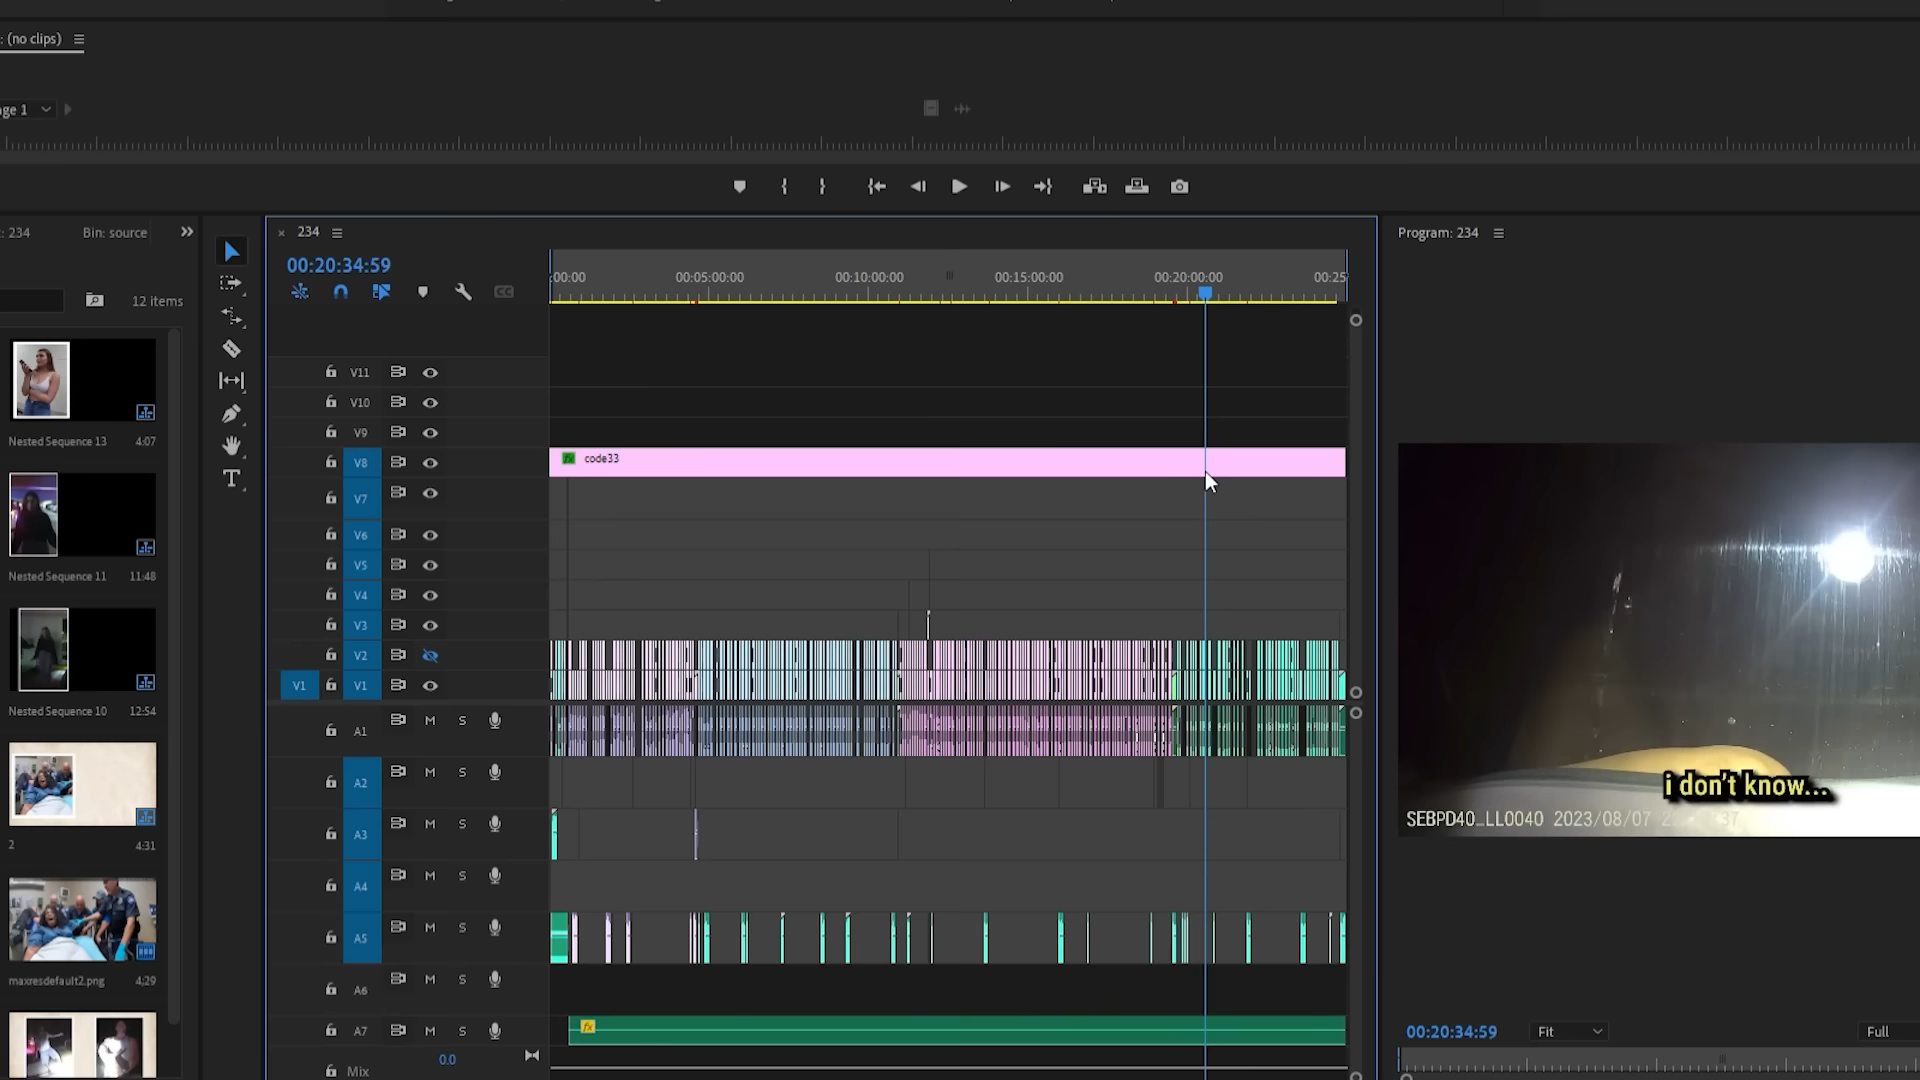 : (no clips)
ge 1
: 234
Bin: source
12 items
Nested Sequence 13 4:07
Nested Sequence 11 11:48
Nested Sequence 10 12:54
2 4:31
maxresdefault2.png 4;29
× 234
00:20:34:59
:00:00 00:05:00:00 00:10:00:00 00:15:00:00 00:20:00:00 00:25
V11
V10
V9
V8 fx code33
V7
V6
V5
V4
V3
V2
V1 V1
A1 M S
A2 M S
A3 M S
A4 M S
A5 M S
A6 M S
A7 M S fx
0.0
Mix
Program: 234
i don't know...
SEBPD40_LL0040 2023/08/07
00:20:34:59 Fit Full